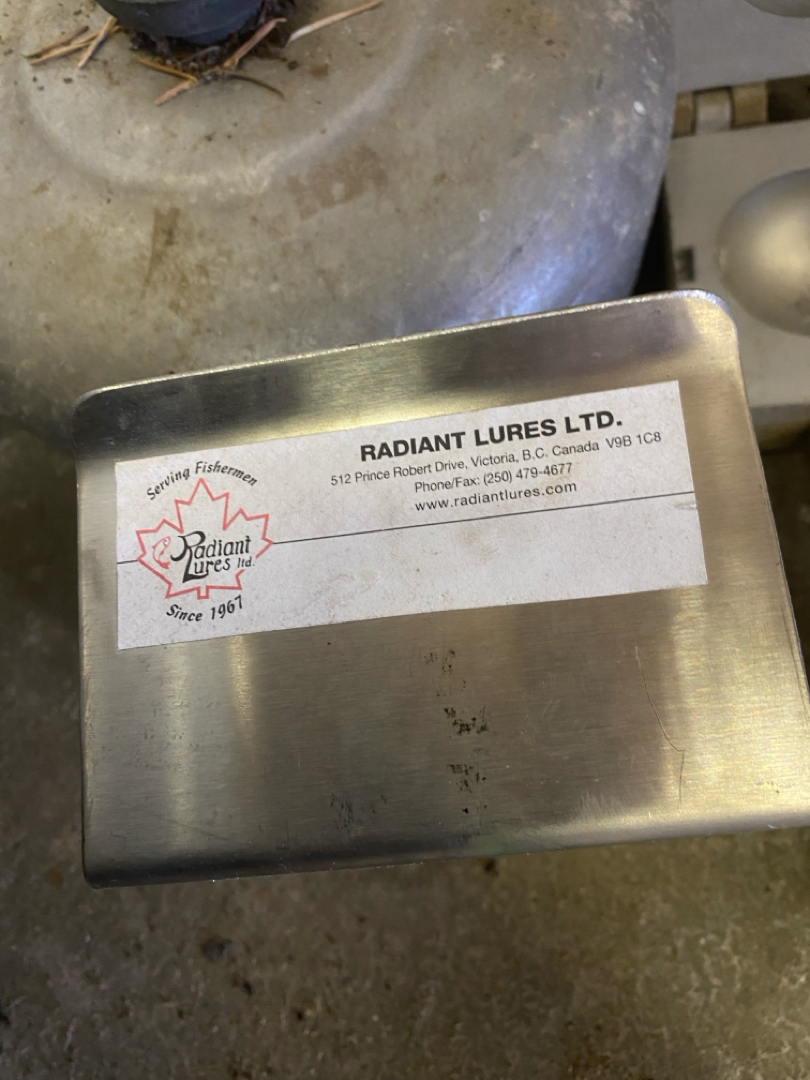 RADIANT LURES LTD.
512 Prince Robert Drive, Victoria, B.C. Canada V9B 1C8
Phone/Fax: (250) 479-4677
www.radiantlures.com
Serving Fishermen
Radiant
Lures ltd.
Since 1967